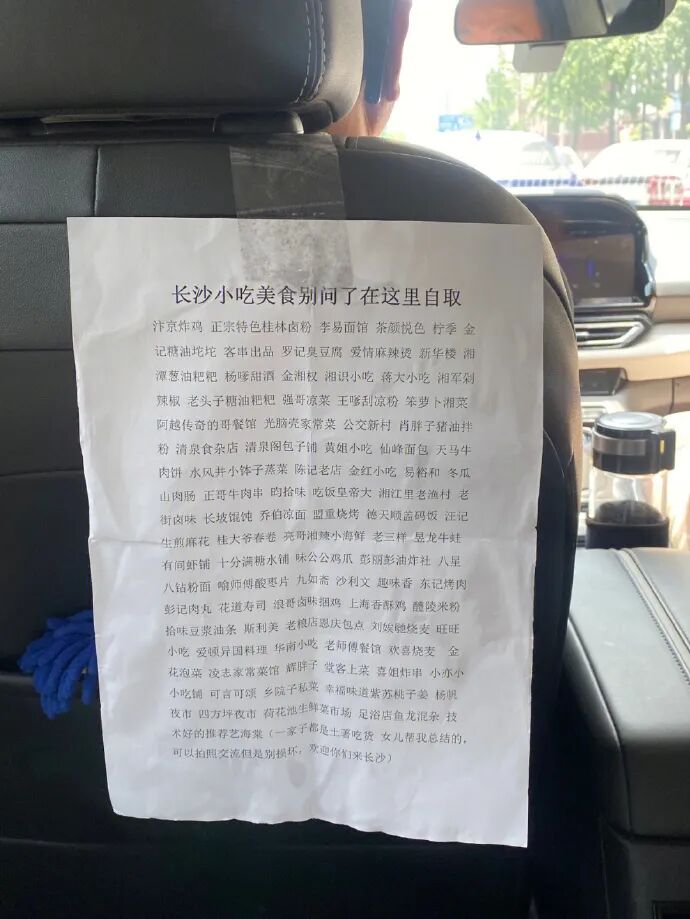 长沙小吃美食别问了在这里自取
汴京炸鸡 正宗特色桂林卤粉 李易面馆 茶颜悦色 柠季 金
记糖油坨坨 客串出品 罗记臭豆腐 爱情麻辣烫 新华楼 湘
潭葱油粑粑 杨嗲甜酒 金湘权 湘识小吃 蒋大小吃 湘军剁
辣椒 老头子糖油粑粑 强哥凉菜 王嗲刮凉粉 笨萝卜湘菜
阿越传奇的哥餐馆 光脑壳家常菜 公交新村 肖胖子猪油拌
粉 清泉食杂店 清泉阁包子铺 黄姐小吃 仙峰面包 天马牛
肉饼 水风井小钵子蒸菜 陈记老店 金红小吃 易裕和 冬瓜
山肉肠 正哥牛肉串 昀拾味 吃饭皇帝大 湘江里老渔村 老
街卤味 长坡馄饨 乔伯凉面 盟重烧烤 德天顺盖码饭 汪记
生煎麻花 桂大爷春卷 亮哥湘辣小海鲜 老三样 昱龙牛蛙
有间虾铺 十分满糖水铺 味公公鸡爪 彭丽彭油炸社 八星
八钻粉面 喻师傅酸枣片 九如斋 沙利文 趣味香 东记烤肉
彭记肉丸 花道寿司 浪哥卤味捆鸡 上海香酥鸡 醴陵米粉
拾味豆浆油条 斯利美 老粮店恩庆包点 刘娭毑烧麦 旺旺
小吃 爱顿异国料理 华南小吃 老师傅餐馆 欢喜烧麦 金
花泡菜 凌志家常菜馆 辉胖子 堂客上菜 喜姐炸串 小亦小
小吃铺 可言可颂 乡院子私菜 幸福味道紫苏桃子姜 杨帆
夜市 四方坪夜市 荷花池生鲜菜市场 足浴店鱼龙混杂 技
术好的推荐艺海菜（一家子都是土著吃货 女儿帮我总结的，
可以拍照交流但是别损坏，欢迎你们来长沙）